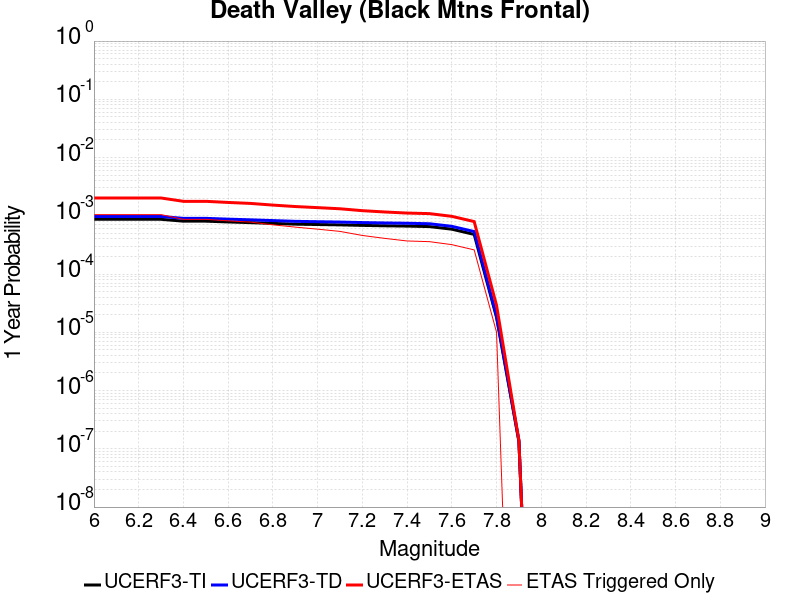 Death Valley (Black Mtns Frontal)
10 0
10 -1
10 -2
10 -3
10 -4
10 -5
10 -6
10 -7
10 -8
1 Year Probability
6 6.2 6.4 6.6 6.8 7 7.2 7.4 7.6 7.8 8 8.2 8.4 8.6 8.8 9
Magnitude
UCERF3-TI UCERF3-TD UCERF3-ETAS ETAS Triggered Only